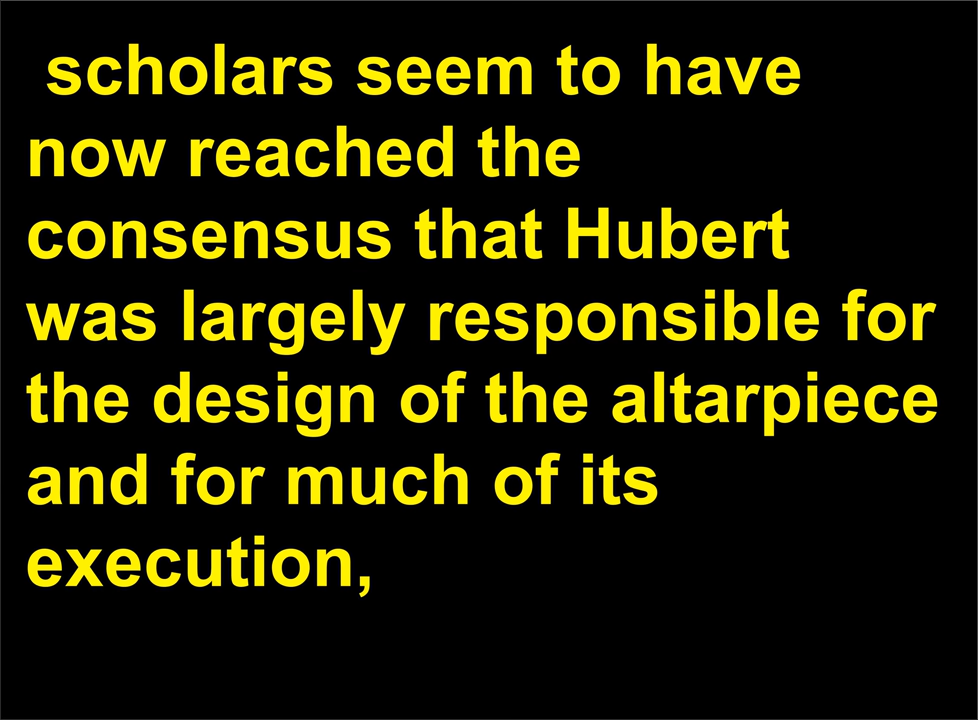 scholars seem to have
now reached the
consensus that Hubert
was largely responsible for
the design of the altarpiece
and for much of its
execution,